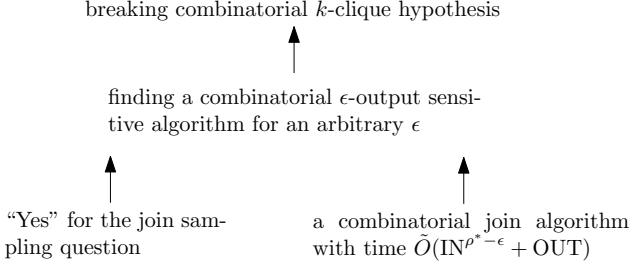 breaking combinatorial k-clique hypothesis
finding a combinatorial ϵ-output sensi-
tive algorithm for an arbitrary ϵ
“Yes” for the join sam-
pling question
a combinatorial join algorithm
with time Õ(IN^{ρ*−ϵ} + OUT)